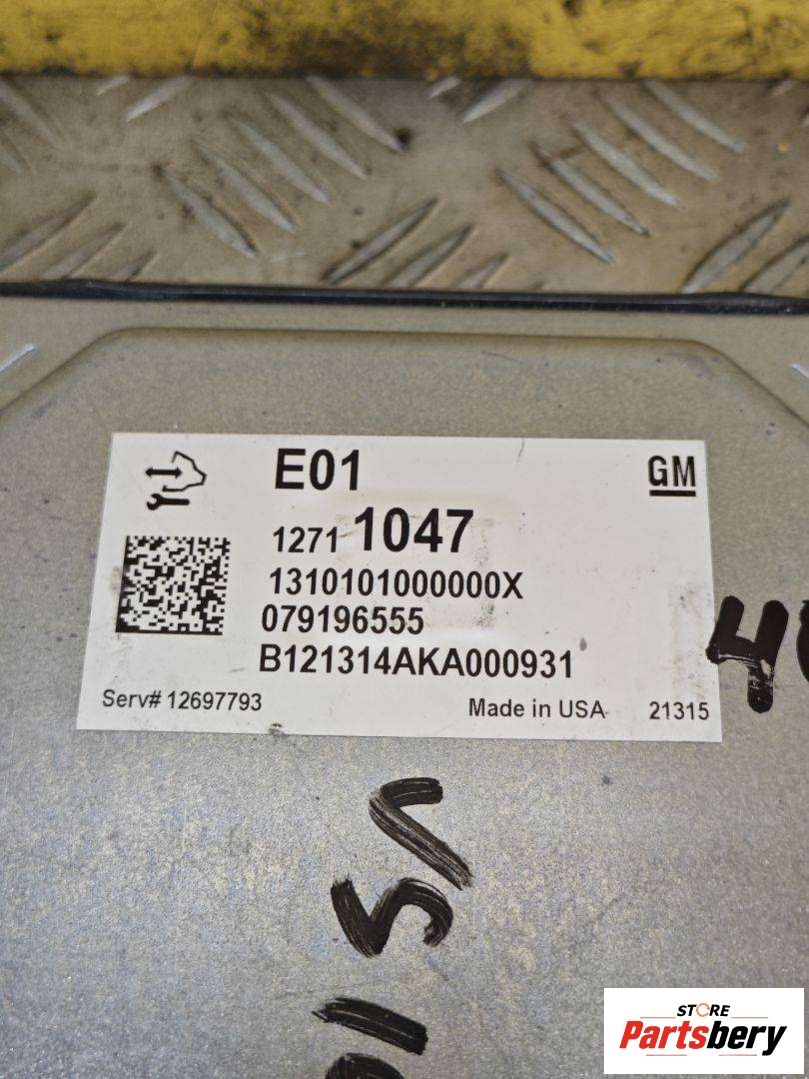 E01
GM
1271 1047
1310101000000X
079196555
B121314AKA000931
Serv# 12697793
Made in USA
21315
STORE
Partsbery